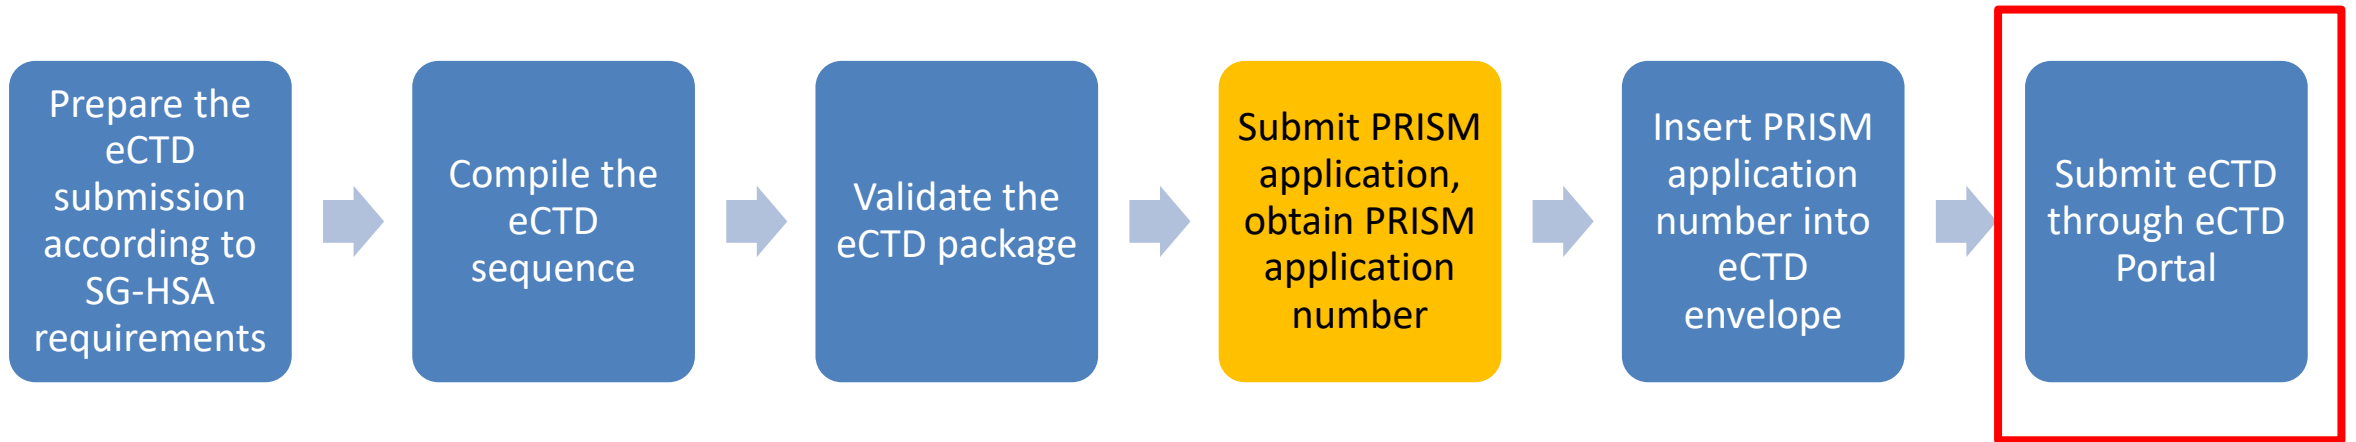 Prepare the
eCTD
submission
according to
SG-HSA
requirements
Compile the
eCTD
sequence
Validate the
eCTD package
Submit PRISM
application,
obtain PRISM
application
number
Insert PRISM
application
number into
eCTD
envelope
Submit eCTD
through eCTD
Portal